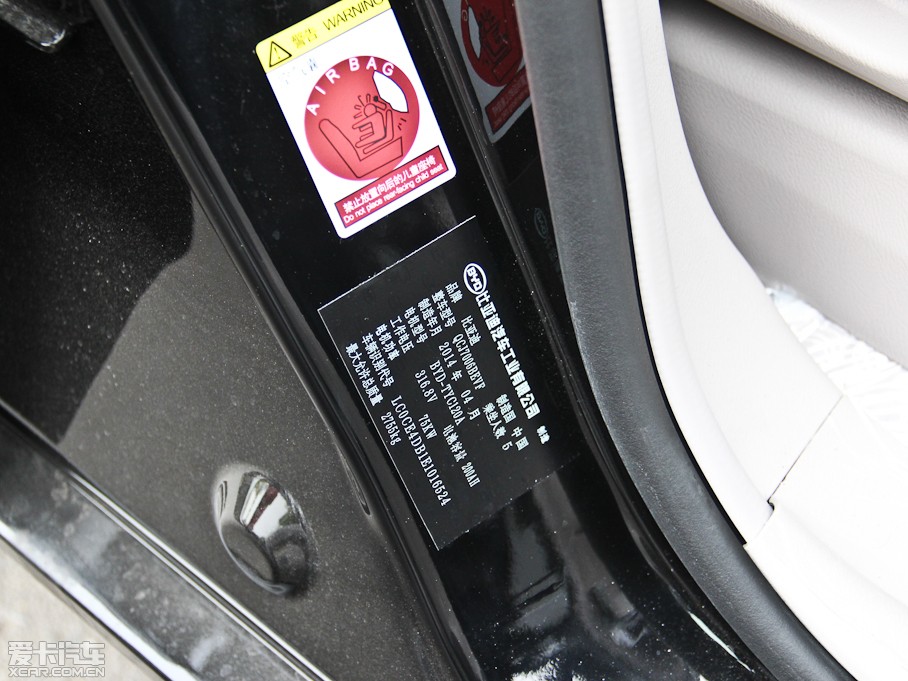 警告 WARNING
AIRBAG
禁止放置向后的儿童座椅
Do not place rear-facing child seat
BYD 比亚迪汽车工业有限公司 制造
品牌 比亚迪 制造国 中国
整车型号 QCJ7006BEVF 乘坐人数 5
制造年月 2014 年 04 月
电机型号 BYD-TYC120A
工作电压 316.8V 电池容量 200AH
电机功率 75KW
车辆识别代号 LC0CE4DB1E1016524
最大允许总质量 2755kg
爱卡汽车
XCAR.COM.CN